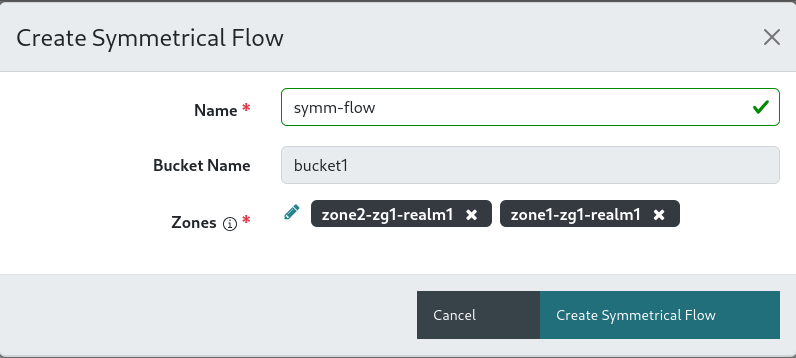 Create Symmetrical Flow
Name *
symm-flow
Bucket Name
bucket1
Zones *
zone2-zg1-realm1
zone1-zg1-realm1
Cancel
Create Symmetrical Flow